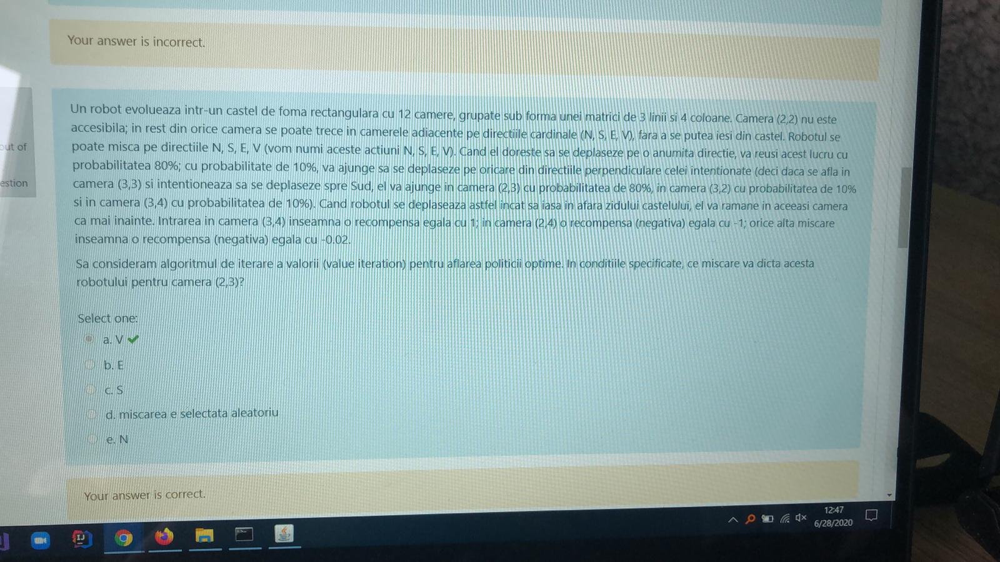 Your answer is incorrect.
Un robot evolueaza intr-un castel de foma rectangulara cu 12 camere, grupate sub forma unei matrici de 3 linii si 4 coloane. Camera (2,2) nu este
accesibila; in rest din orice camera se poate trece in camerele adiacente pe directiile cardinale (N, S, E, V), fara a se putea iesi din castel. Robotul se
poate misca pe directiile N, S, E, V (vom numi aceste actiuni N, S, E, V). Cand el doreste sa se deplaseze pe o anumita directie, va reusi acest lucru cu
probabilitatea 80%; cu probabilitate de 10%, va ajunge sa se deplaseze pe oricare din directiile perpendiculare celei intentionate (deci daca se afla in
camera (3,3) si intentioneaza sa se deplaseze spre Sud, el va ajunge in camera (2,3) cu probabilitatea de 80%, in camera (3,2) cu probabilitatea de 10%
si in camera (3,4) cu probabilitatea de 10%). Cand robotul se deplaseaza astfel incat sa iasa in afara zidului castelului, el va ramane in aceeasi camera
ca mai inainte. Intrarea in camera (3,4) inseamna o recompensa egala cu 1; in camera (2,4) o recompensa (negativa) egala cu -1; orice alta miscare
inseamna o recompensa (negativa) egala cu -0.02.
Sa consideram algoritmul de iterare a valorii (value iteration) pentru aflarea politicii optime. In conditiile specificate, ce miscare va dicta acesta
robotului pentru camera (2,3)?
out of
estion
Select one:
a. V
b. E
c. S
d. miscarea e selectata aleatoriu
e. N
Your answer is correct.
12:47
6/28/2020
IJ